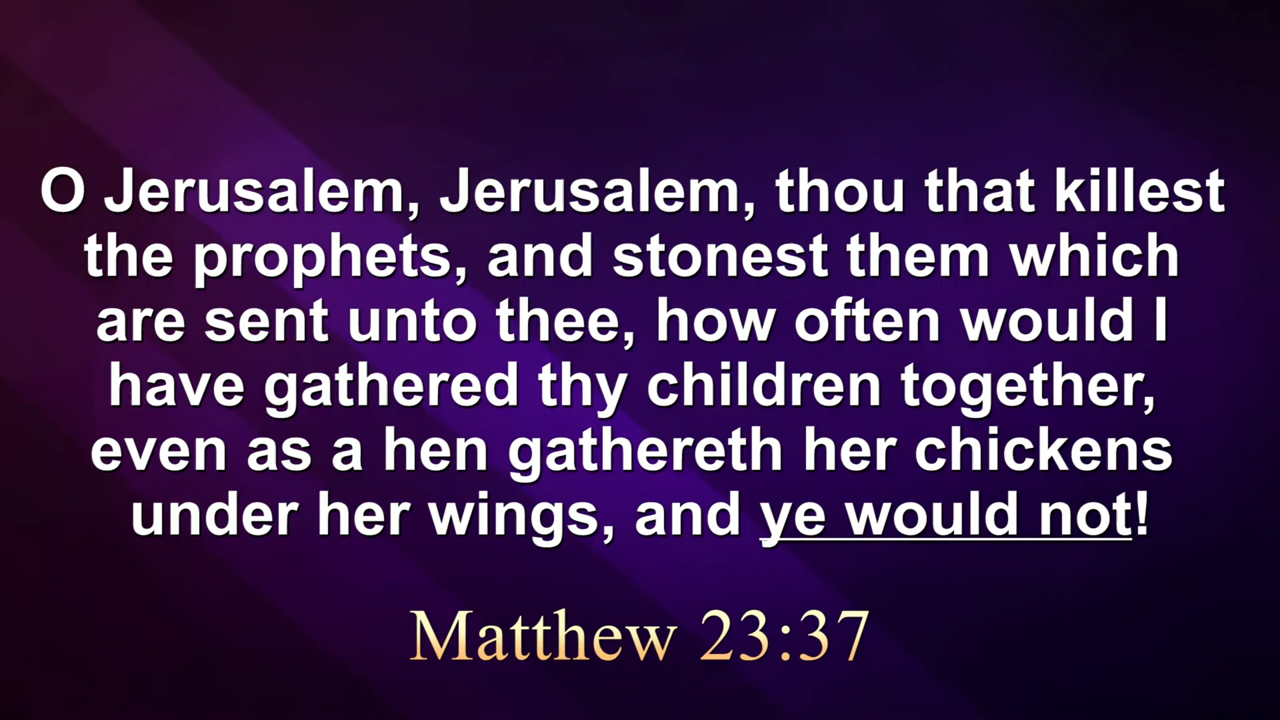 O Jerusalem, Jerusalem, thou that killest
the prophets, and stonest them which
are sent unto thee, how often would I
have gathered thy children together,
even as a hen gathereth her chickens
under her wings, and ye would not!
Matthew 23:37